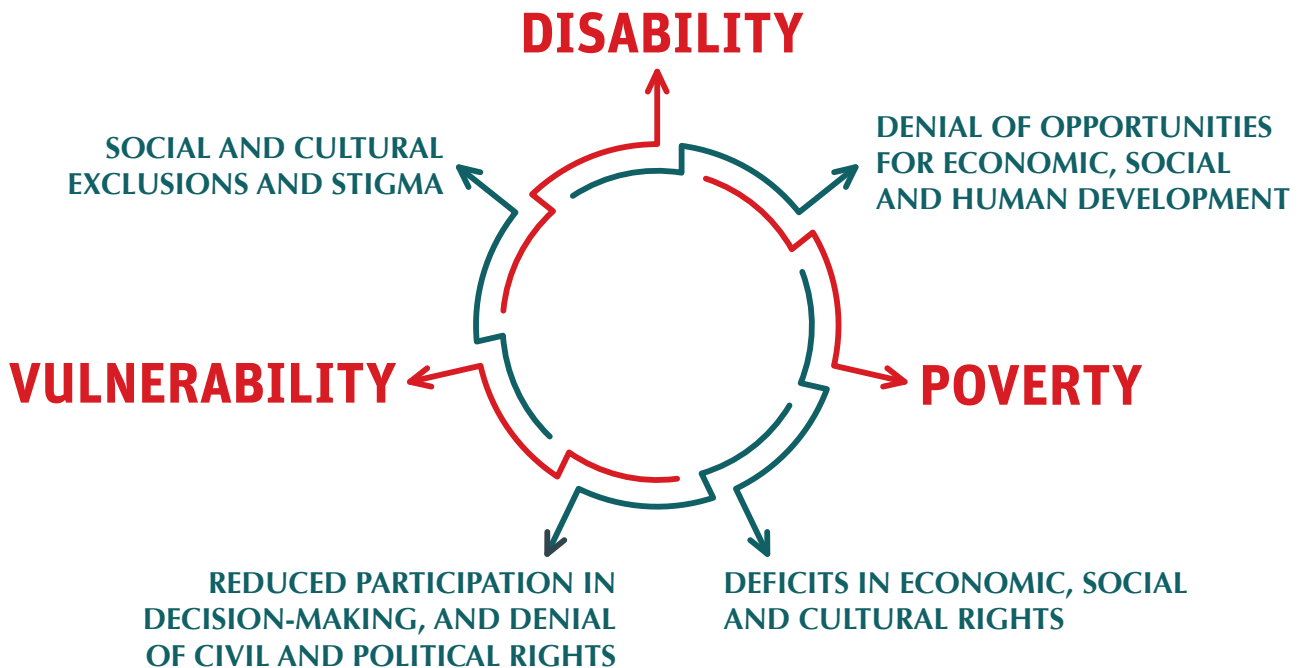 DISABILITY
DENIAL OF OPPORTUNITIES
FOR ECONOMIC, SOCIAL
AND HUMAN DEVELOPMENT
POVERTY
DEFICITS IN ECONOMIC, SOCIAL
AND CULTURAL RIGHTS
REDUCED PARTICIPATION IN
DECISION-MAKING, AND DENIAL
OF CIVIL AND POLITICAL RIGHTS
VULNERABILITY
SOCIAL AND CULTURAL
EXCLUSIONS AND STIGMA